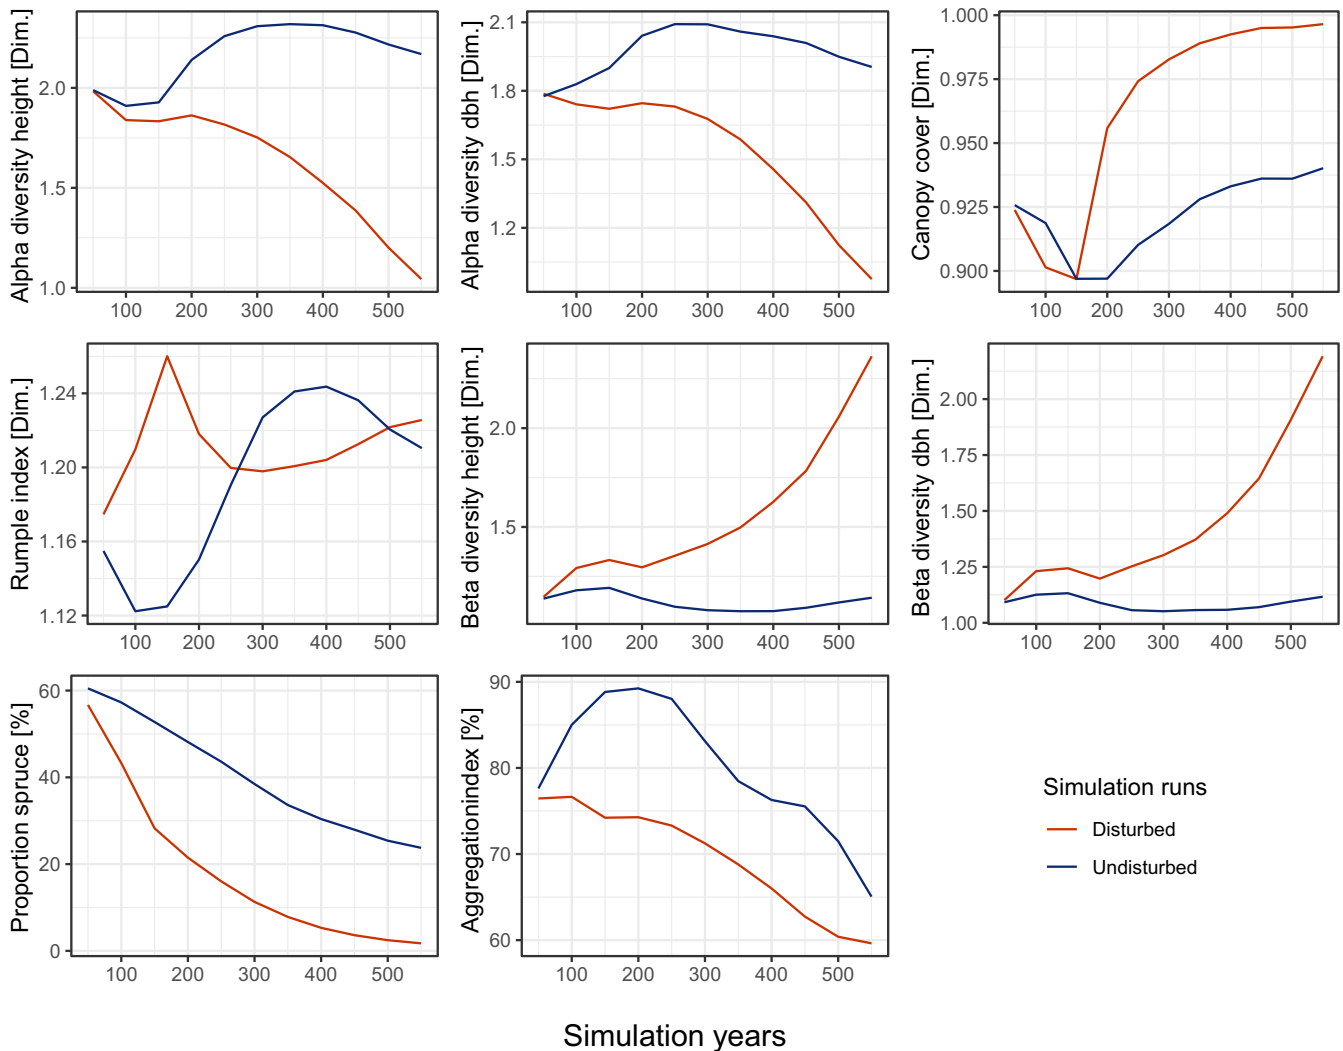 Alpha diversity height [Dim.]
2.0
1.5
1.0
100 200 300 400 500
Alpha diversity dbh [Dim.]
2.1
1.8
1.5
1.2
100 200 300 400 500
Canopy cover [Dim.]
1.000
0.975
0.950
0.925
0.900
100 200 300 400 500
Rumple index [Dim.]
1.24
1.20
1.16
1.12
100 200 300 400 500
Beta diversity height [Dim.]
2.0
1.5
100 200 300 400 500
Beta diversity dbh [Dim.]
2.00
1.75
1.50
1.25
1.00
100 200 300 400 500
Proportion spruce [%]
60
40
20
0
100 200 300 400 500
Aggregationindex [%]
90
80
70
60
100 200 300 400 500
Simulation runs
Disturbed
Undisturbed
Simulation years